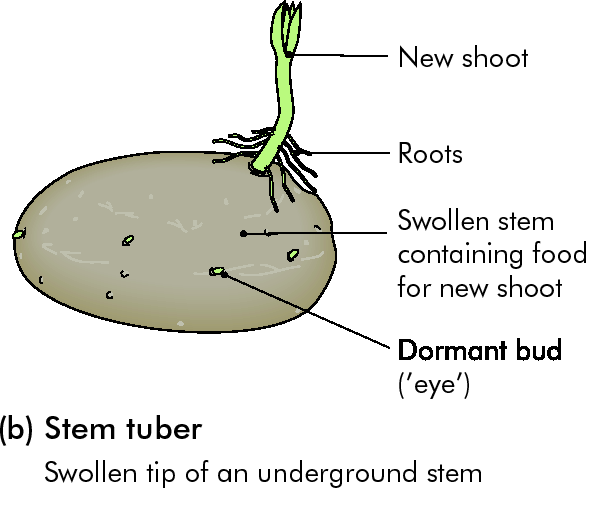 New shoot
Roots
Swollen stem
containing food
for new shoot
Dormant bud
('eye')
(b) Stem tuber
Swollen tip of an underground stem